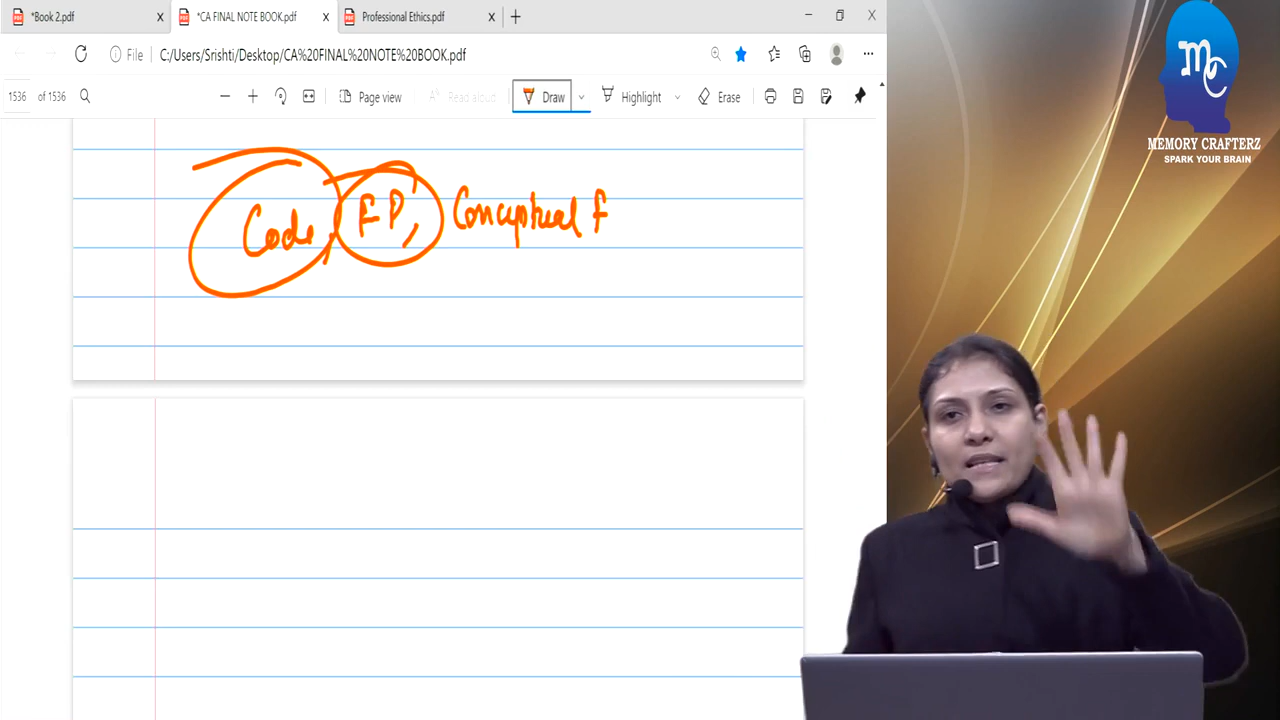 *Book 2.pdf
*CA FINAL NOTE BOOK.pdf
Professional Ethics.pdf
File C:/Users/Srishti/Desktop/CA%20FINAL%20NOTE%20BOOK.pdf
1536 of 1536
Page view
Read aloud
Draw
Highlight
Erase
MC
MEMORY CRAFTERZ
SPARK YOUR BRAIN
Code, FP, Conceptual F